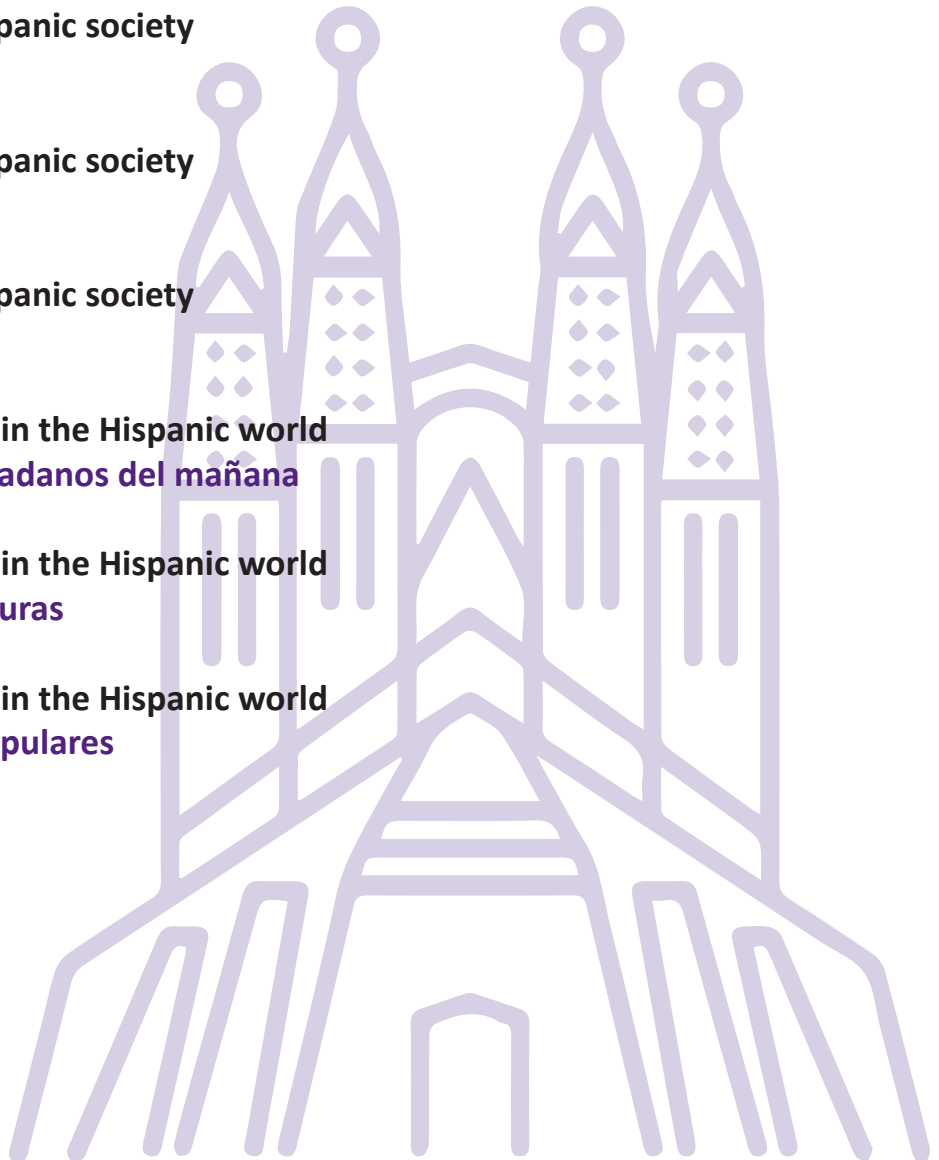 panic society
panic society
panic society
in the Hispanic world
adanos del mañana
in the Hispanic world
uras
in the Hispanic world
pulares